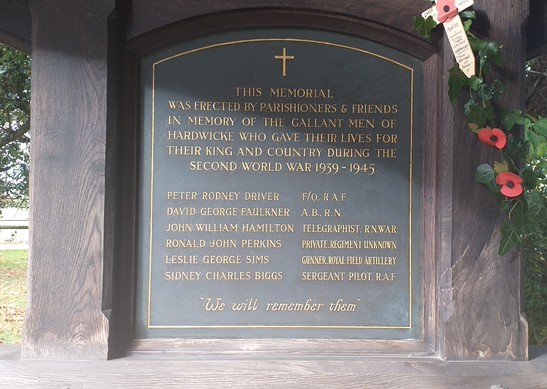 THIS MEMORIAL
WAS ERECTED BY PARISHIONERS & FRIENDS
IN MEMORY OF THE GALLANT MEN OF
HARDWICKE WHO GAVE THEIR LIVES FOR
THEIR KING AND COUNTRY DURING THE
SECOND WORLD WAR 1939-1945.
PETER RODNEY DRIVER F/O. R.A.F.
DAVID GEORGE FAULKNER A.B., R.N.
JOHN WILLIAM HAMILTON TELEGRAPHIST, R.N.W.A.R.
RONALD JOHN PERKINS PRIVATE, REGIMENT UNKNOWN
LESLIE GEORGE SIMS GUNNER, ROYAL FIELD ARTILLERY
SIDNEY CHARLES BIGGS SERGEANT PILOT, R.A.F.
"We will remember them"